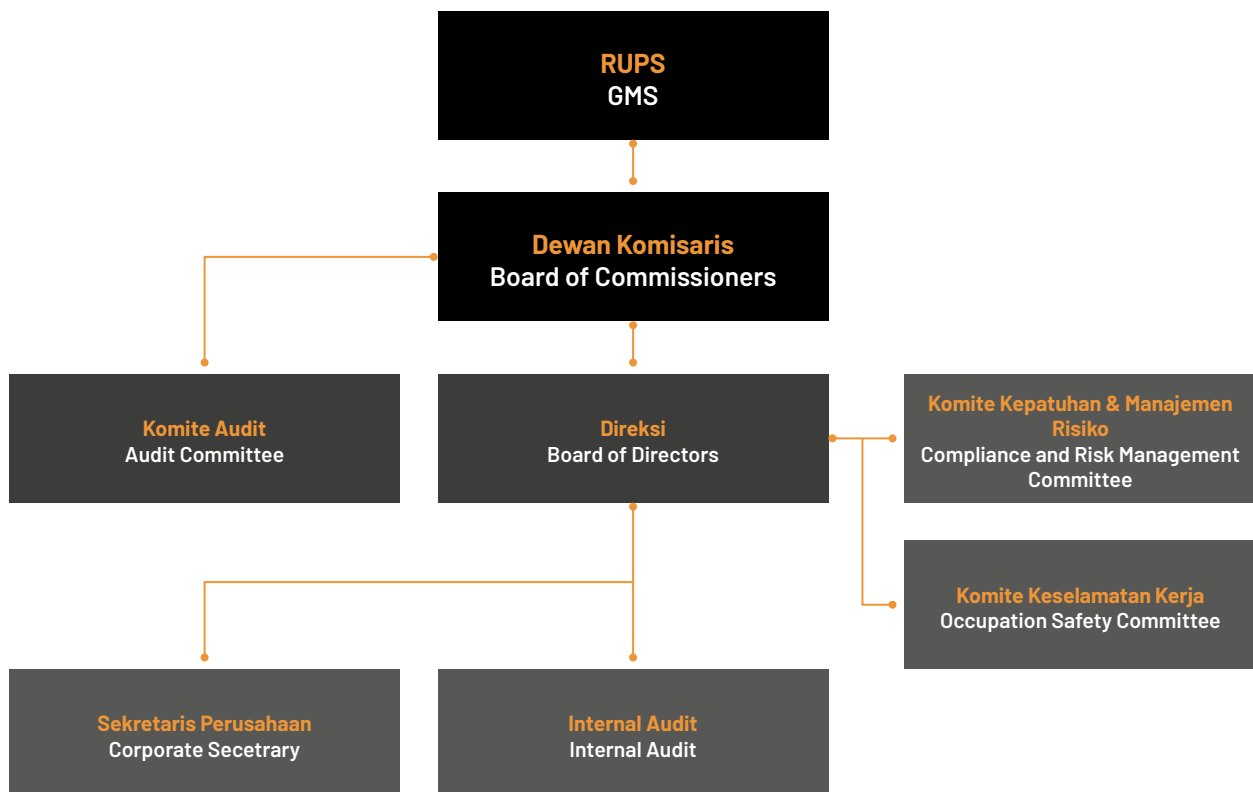 RUPS
GMS
Dewan Komisaris
Board of Commissioners
Komite Audit
Audit Committee
Direksi
Board of Directors
Komite Kepatuhan & Manajemen
Risiko
Compliance and Risk Management
Committee
Komite Keselamatan Kerja
Occupation Safety Committee
Sekretaris Perusahaan
Corporate Secetrary
Internal Audit
Internal Audit